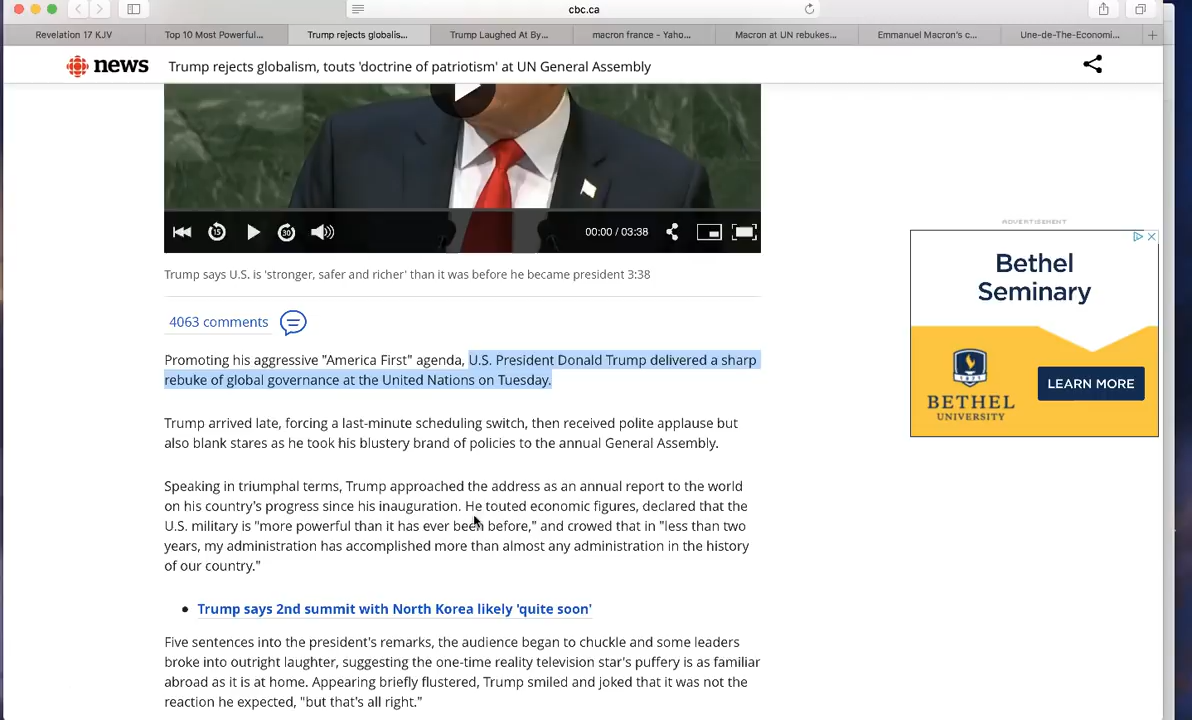 cbc.ca
Revelation 17 KJV
Top 10 Most Powerful...
Trump rejects globalis...
Trump Laughed At By...
macron france - Yaho...
Macron at UN rebukes...
Emmanuel Macron's c...
Une-de-The-Economi...
news
Trump rejects globalism, touts 'doctrine of patriotism' at UN General Assembly
15
30
00:00 / 03:38
Trump says U.S. is 'stronger, safer and richer' than it was before he became president 3:38
4063 comments
Promoting his aggressive "America First" agenda, U.S. President Donald Trump delivered a sharp
rebuke of global governance at the United Nations on Tuesday.
Trump arrived late, forcing a last-minute scheduling switch, then received polite applause but
also blank stares as he took his blustery brand of policies to the annual General Assembly.
Speaking in triumphal terms, Trump approached the address as an annual report to the world
on his country's progress since his inauguration. He touted economic figures, declared that the
U.S. military is "more powerful than it has ever been before," and crowed that in "less than two
years, my administration has accomplished more than almost any administration in the history
of our country."
Trump says 2nd summit with North Korea likely 'quite soon'
Five sentences into the president's remarks, the audience began to chuckle and some leaders
broke into outright laughter, suggesting the one-time reality television star's puffery is as familiar
abroad as it is at home. Appearing briefly flustered, Trump smiled and joked that it was not the
reaction he expected, "but that's all right."
ADVERTISEMENT
Bethel
Seminary
BETHEL
UNIVERSITY
LEARN MORE